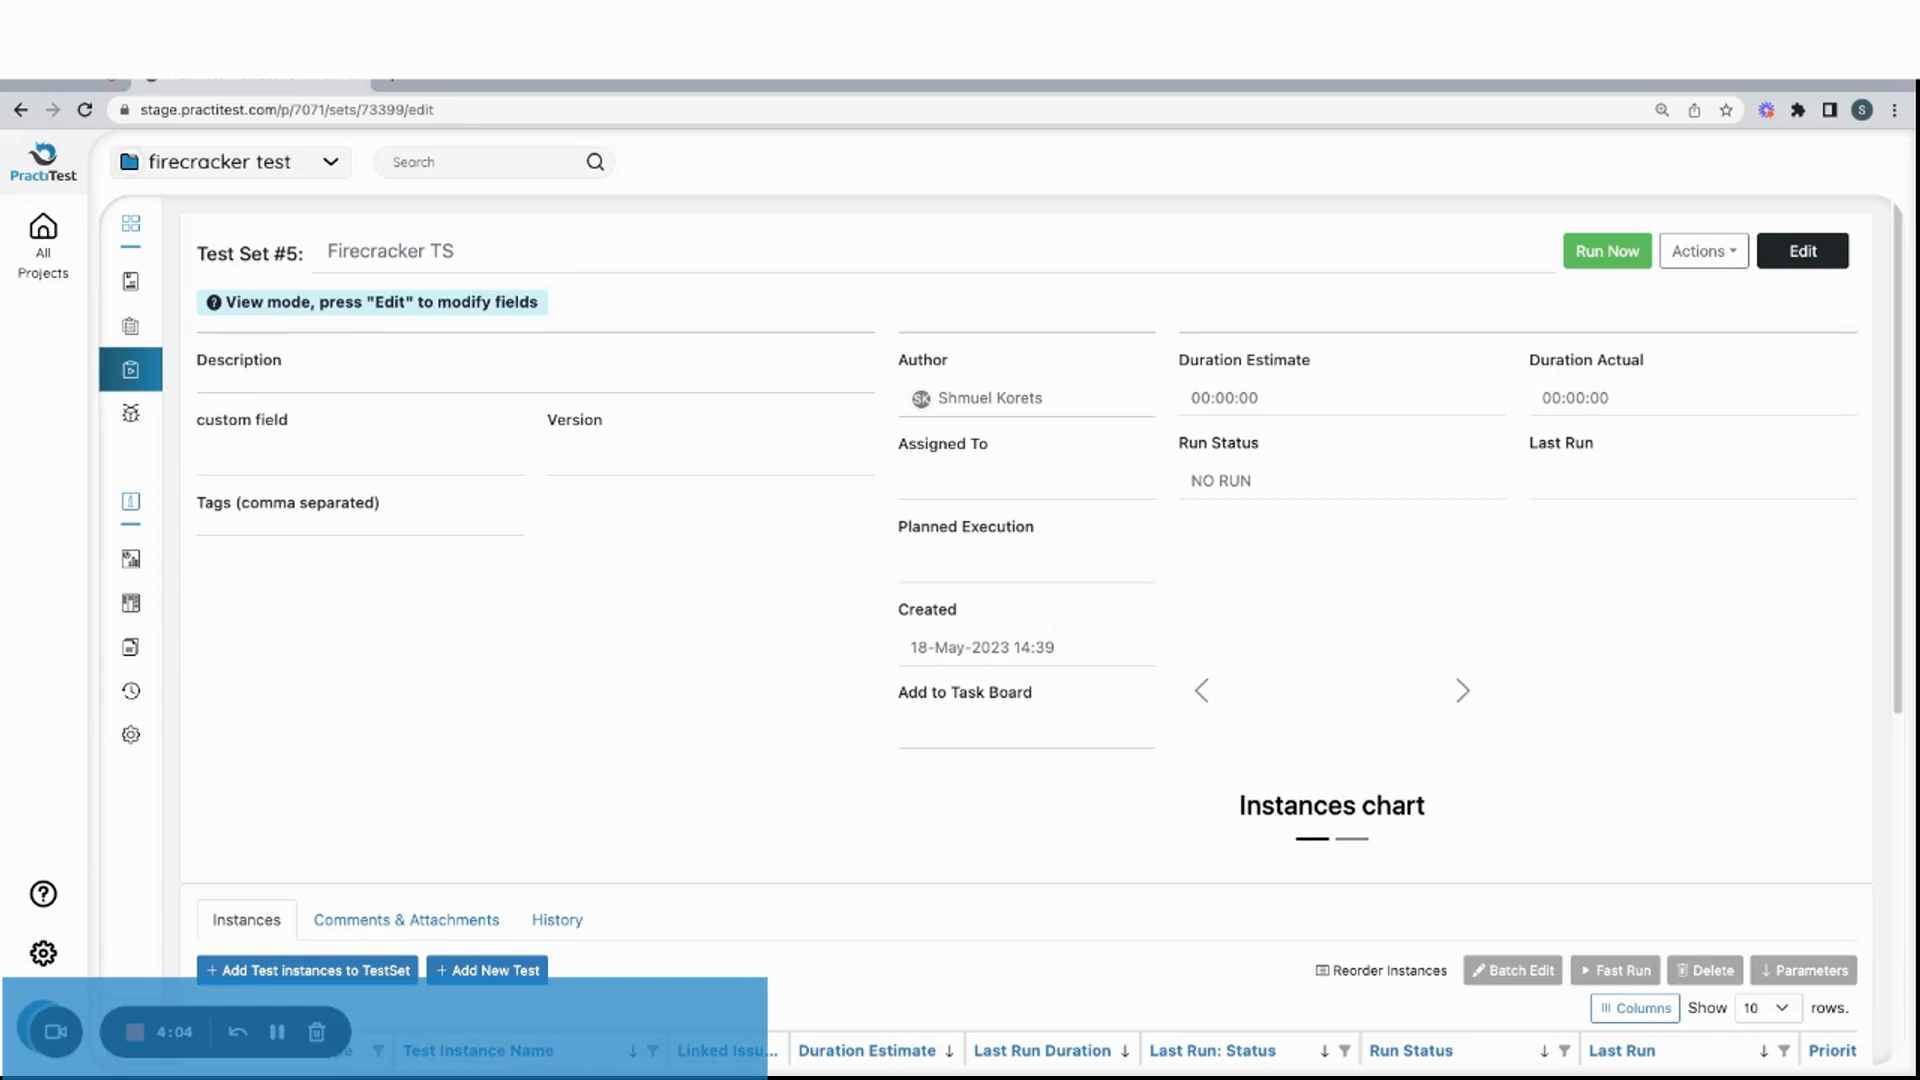 stage.practitest.com/p/7071/sets/73399/edit
S
PractiTest
firecracker test
Search
All
Projects
Test Set #5: Firecracker TS
Run Now
Actions
Edit
View mode, press "Edit" to modify fields
Description
Author
Duration Estimate
Duration Actual
SK Shmuel Korets
00:00:00
00:00:00
custom field
Version
Assigned To
Run Status
Last Run
NO RUN
Tags (comma separated)
Planned Execution
Created
18-May-2023 14:39
Add to Task Board
Instances chart
Instances
Comments & Attachments
History
+ Add Test instances to TestSet
+ Add New Test
Reorder Instances
Batch Edit
Fast Run
Delete
Parameters
Columns
Show 10 rows.
4:04
Test Instance Name
Linked Issu...
Duration Estimate
Last Run Duration
Last Run: Status
Run Status
Last Run
Priorit